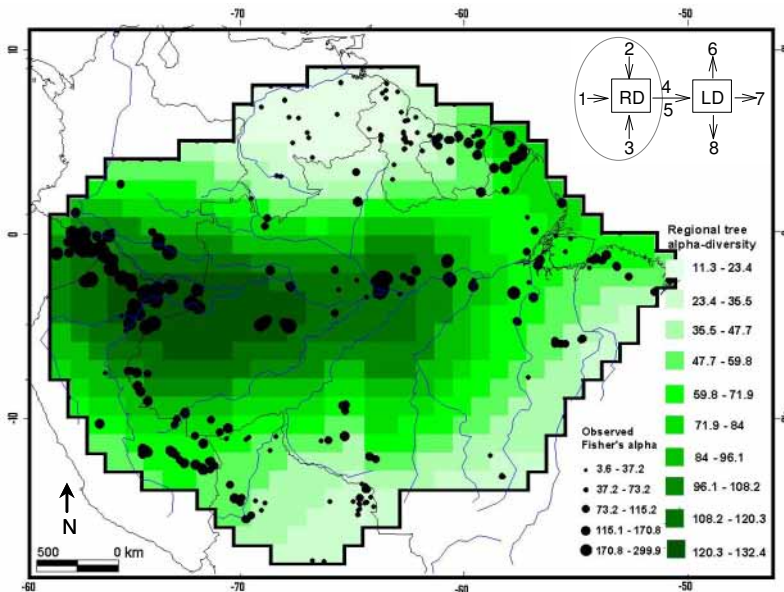 -70
-60
-50
10
0
-10
10
0
-10
2
6
1
RD
4
5
LD
7
3
8
Regional tree
alpha-diversity
11.3 - 23.4
23.4 - 35.5
35.5 - 47.7
47.7 - 59.8
59.8 - 71.9
71.9 - 84
84 - 96.1
96.1 - 108.2
108.2 - 120.3
120.3 - 132.4
Observed
Fisher's alpha
3.6 - 37.2
37.2 - 73.2
73.2 - 115.2
115.1 - 170.8
170.8 - 299.9
N
500 0 km
-60
-70
-60
-50